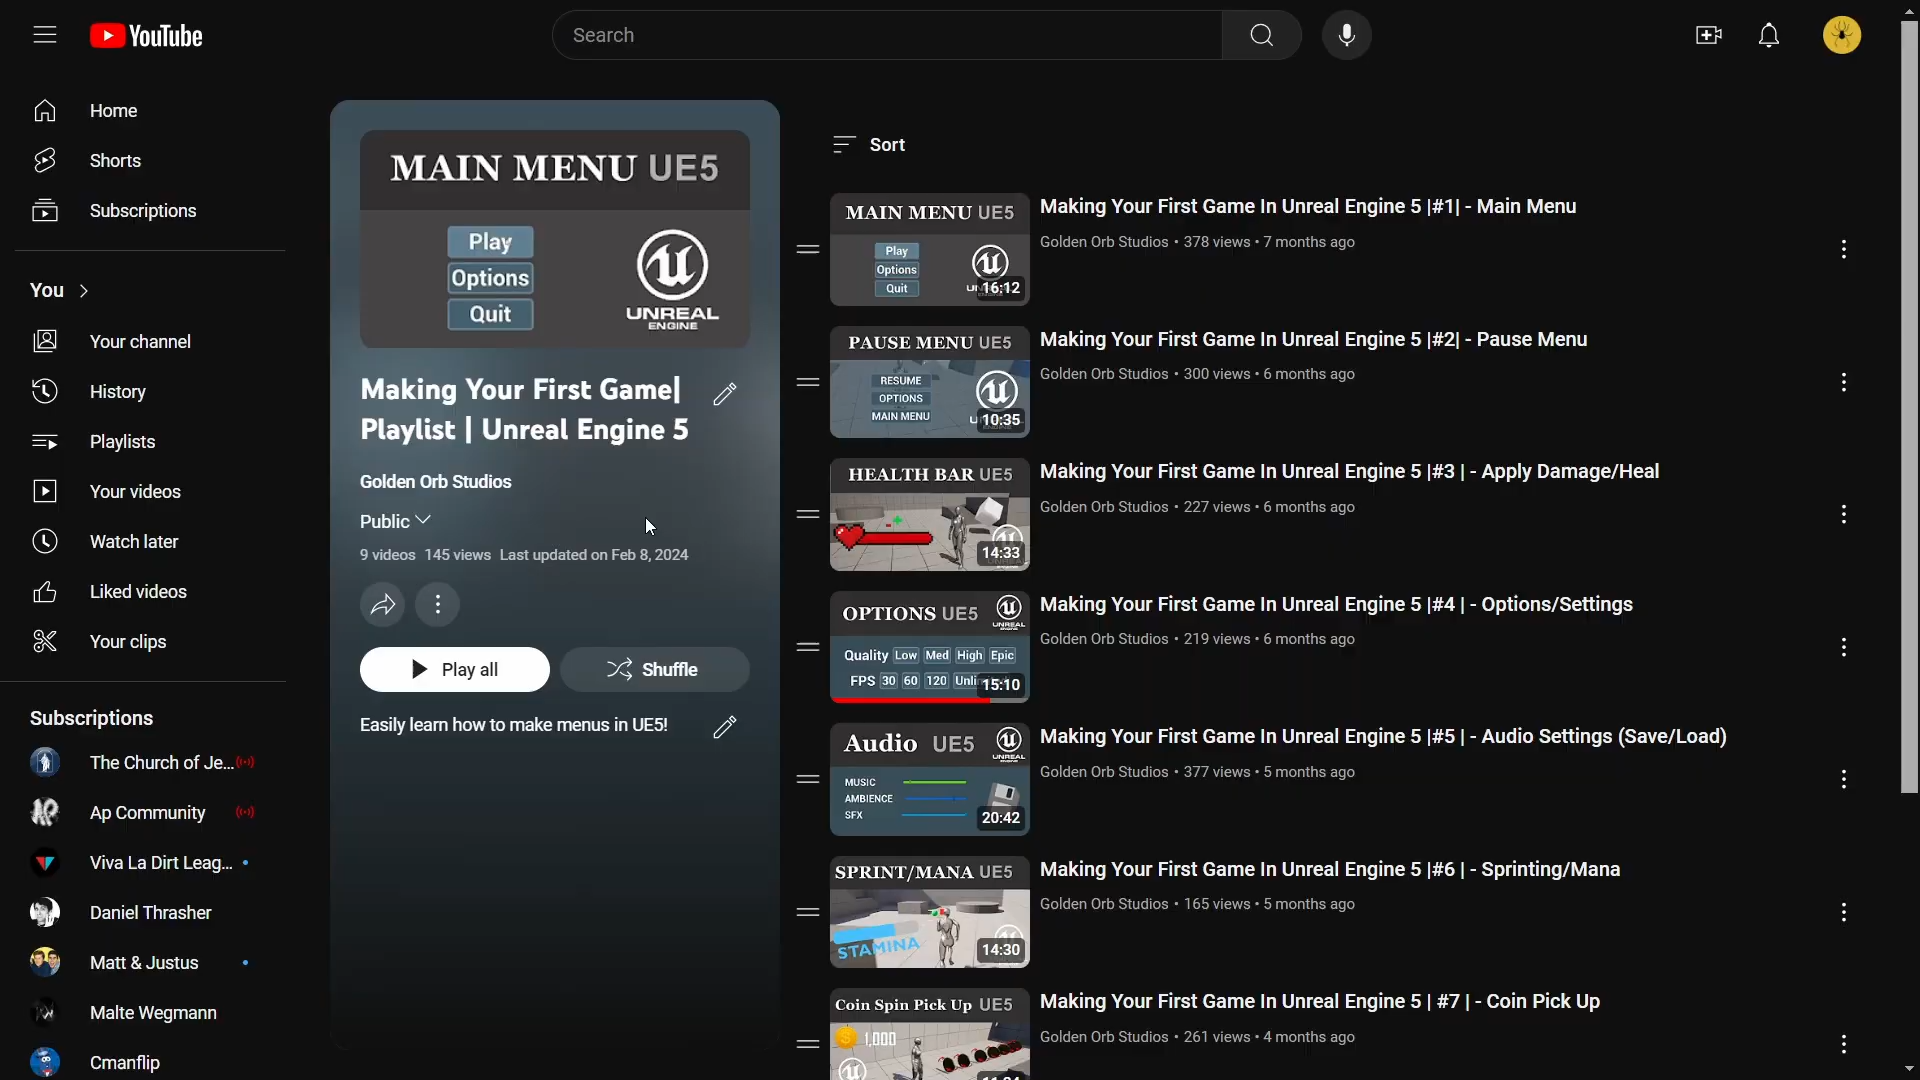 YouTube
Search
Home
Shorts
Subscriptions
You
Your channel
History
Playlists
Your videos
Watch later
Liked videos
Your clips
Subscriptions
The Church of Je...
Ap Community
Viva La Dirt Leag...
Daniel Thrasher
Matt & Justus
Malte Wegmann
Cmanflip
MAIN MENU UE5
Play
Options
Quit
UNREAL
ENGINE
Making Your First Game|
Playlist | Unreal Engine 5
Golden Orb Studios
Public
9 videos 145 views Last updated on Feb 8, 2024
Play all
Shuffle
Easily learn how to make menus in UE5!
Sort
MAIN MENU UE5
Play
Options
Quit
16:12
Making Your First Game In Unreal Engine 5 |#1| - Main Menu
Golden Orb Studios • 378 views • 7 months ago
PAUSE MENU UE5
RESUME
OPTIONS
MAIN MENU
10:35
Making Your First Game In Unreal Engine 5 |#2| - Pause Menu
Golden Orb Studios • 300 views • 6 months ago
HEALTH BAR UE5
14:33
Making Your First Game In Unreal Engine 5 |#3 | - Apply Damage/Heal
Golden Orb Studios • 227 views • 6 months ago
OPTIONS UE5
UNREAL
Quality Low Med High Epic
FPS 30 60 120
15:10
Making Your First Game In Unreal Engine 5 |#4 | - Options/Settings
Golden Orb Studios • 219 views • 6 months ago
Audio UE5
UNREAL
MUSIC
AMBIENCE
SFX
20:42
Making Your First Game In Unreal Engine 5 |#5 | - Audio Settings (Save/Load)
Golden Orb Studios • 377 views • 5 months ago
SPRINT/MANA UE5
STAMINA
14:30
Making Your First Game In Unreal Engine 5 |#6 | - Sprinting/Mana
Golden Orb Studios • 165 views • 5 months ago
Coin Spin Pick Up UE5
1,000
Making Your First Game In Unreal Engine 5 | #7 | - Coin Pick Up
Golden Orb Studios • 261 views • 4 months ago